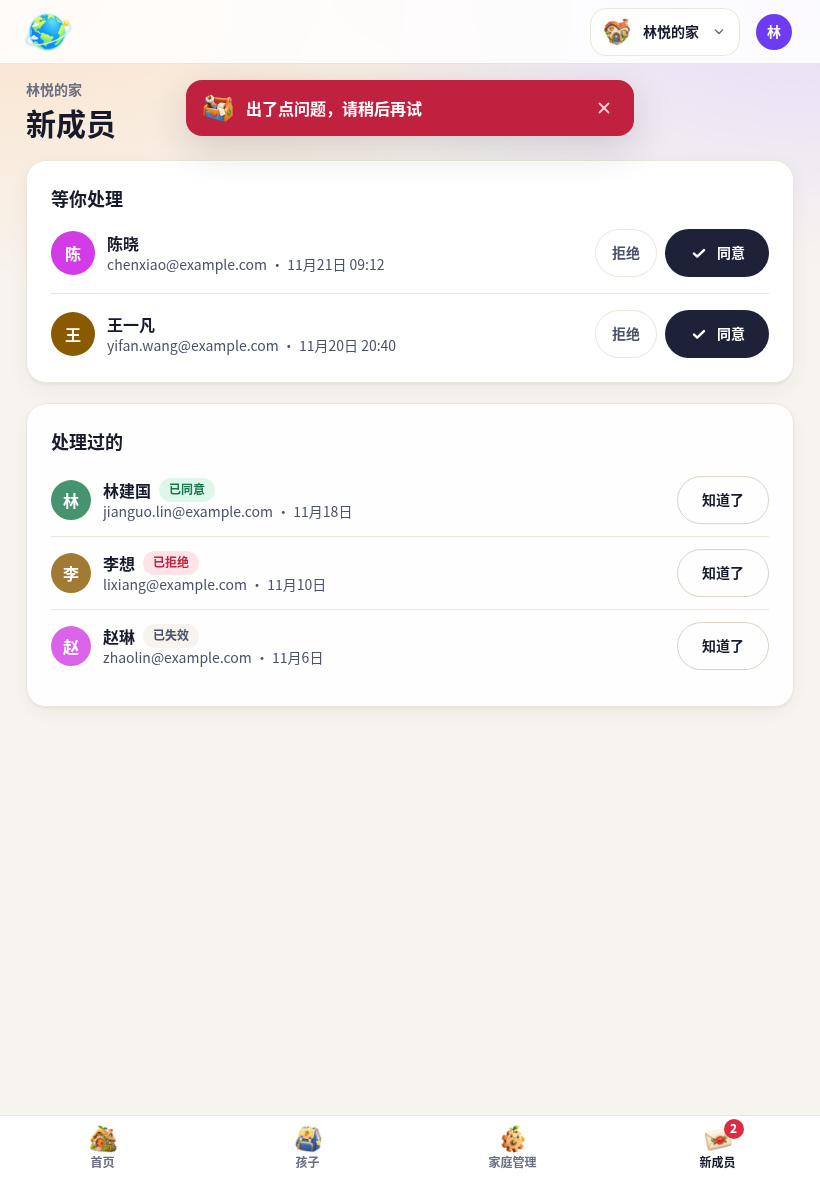 林悦的家
林
林悦的家
新成员
出了点问题，请稍后再试
等你处理
陈
陈晓
chenxiao@example.com • 11月21日 09:12
拒绝
同意
王
王一凡
yifan.wang@example.com • 11月20日 20:40
拒绝
同意
处理过的
林
林建国 已同意
jianguo.lin@example.com • 11月18日
知道了
李
李想 已拒绝
lixiang@example.com • 11月10日
知道了
赵
赵琳 已失效
zhaolin@example.com • 11月6日
知道了
首页
孩子
家庭管理
2
新成员